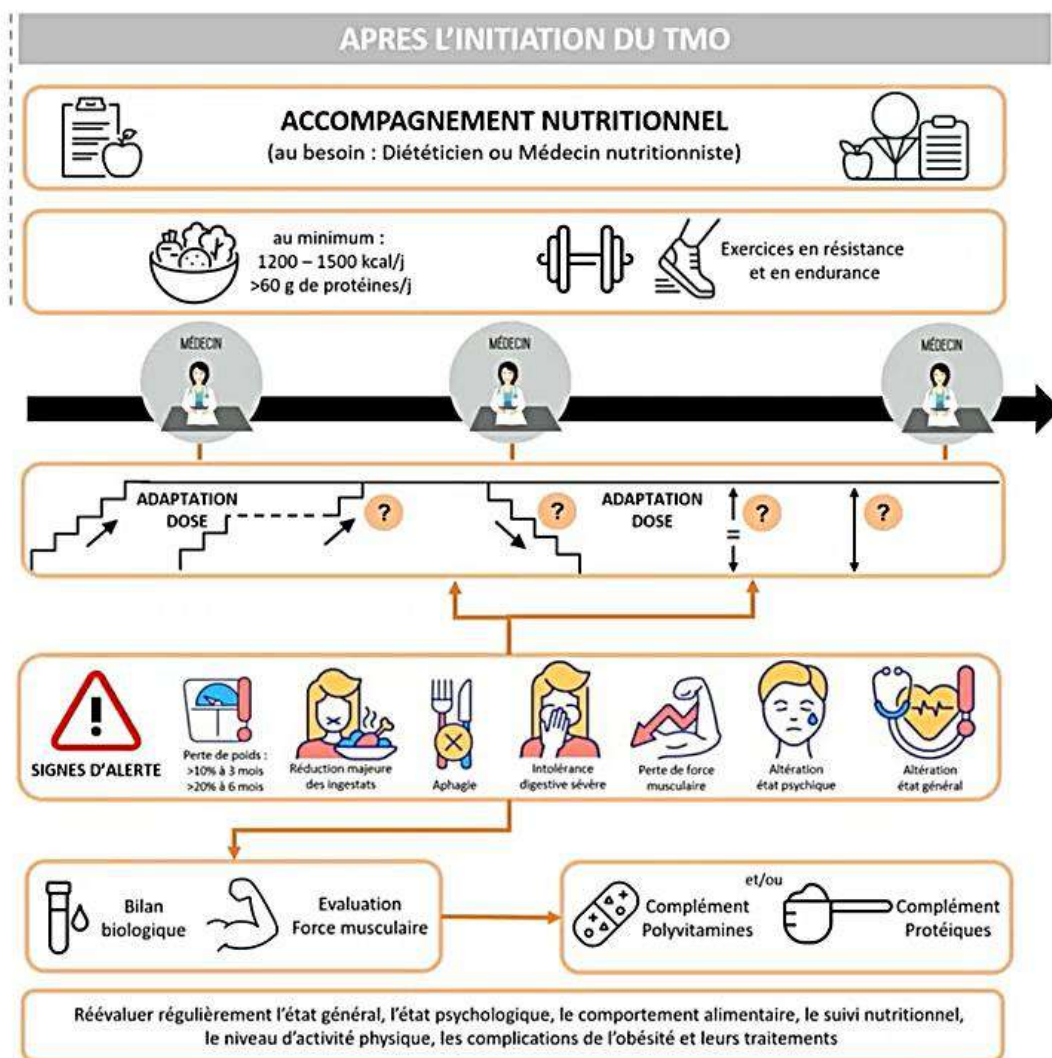 APRES L'INITIATION DU TMO
ACCOMPAGNEMENT NUTRITIONNEL
(au besoin : Diététicien ou Médecin nutritionniste)
au minimum :
1200 – 1500 kcal/j
>60 g de protéines/j
Exercices en résistance
et en endurance
MÉDECIN
MÉDECIN
MÉDECIN
ADAPTATION
DOSE
?
?
ADAPTATION
DOSE
=
?
?
SIGNES D'ALERTE
Perte de poids :
>10% à 3 mois
>20% à 6 mois
Réduction majeure
des ingestats
Aphagie
Intolérance
digestive sévère
Perte de force
musculaire
Altération
état psychique
Altération
état général
Bilan
biologique
Evaluation
Force musculaire
et/ou
Complément
Polyvitamines
Complément
Protéiques
Réévaluer régulièrement l'état général, l'état psychologique, le comportement alimentaire, le suivi nutritionnel,
le niveau d'activité physique, les complications de l'obésité et leurs traitements